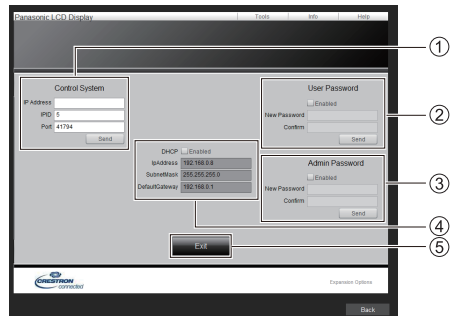 Panasonic LCD Display
Tools Info Help
①
Control System
IP Address
IPID 5
Port 41794
Send
User Password
Enabled
New Password
Confirm
Send
②
DHCP Enabled
IpAddress 192.168.0.8
SubnetMask 255.255.255.0
DefaultGateway 192.168.0.1
Admin Password
Enabled
New Password
Confirm
Send
③
④
Exit
⑤
CRESTRON
connected
Expansion Options
Back